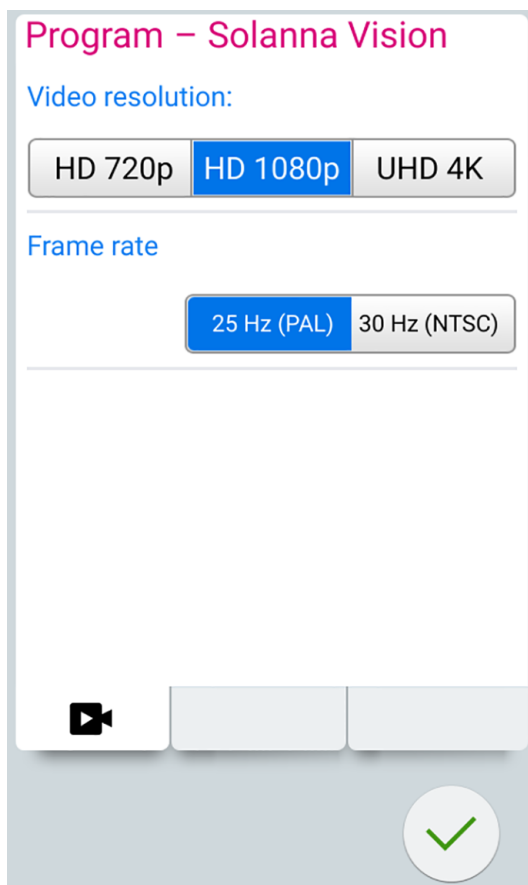 Program – Solanna Vision
Video resolution:
HD 720p HD 1080p UHD 4K
Frame rate
25 Hz (PAL) 30 Hz (NTSC)